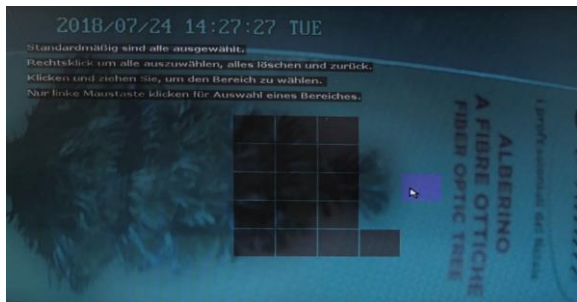 2018/07/24 14:27:27 TUE
Standardmäßig sind alle ausgewählt.
Rechtsklick um alle auszuwählen, alles löschen und zurück.
Klicken und ziehen Sie, um den Bereich zu wählen.
Nur linke Maustaste klicken für Auswahl eines Bereiches.
i professionisti del
ALBERINO
A FIBRE OTTICHE
FIBER OPTIC TREE